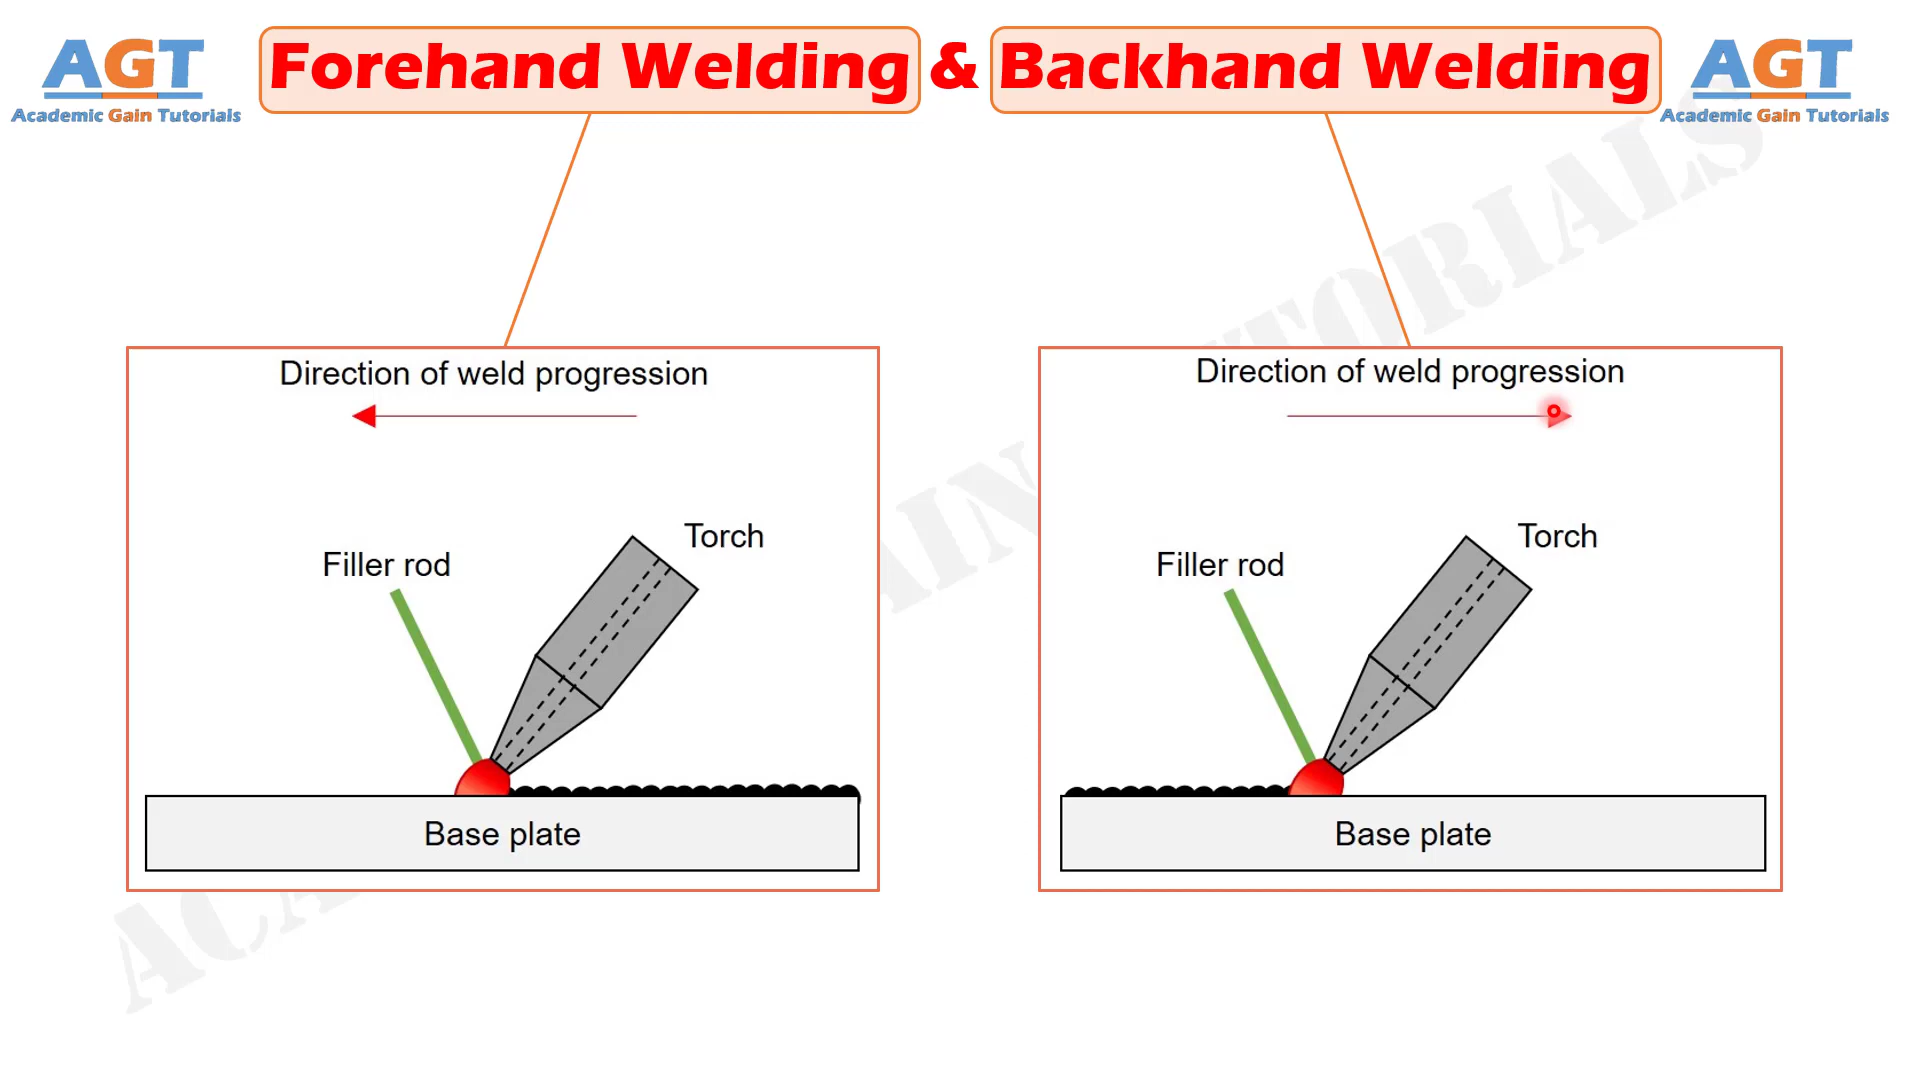 AGT
Academic Gain Tutorials
Forehand Welding & Backhand Welding
AGT
Academic Gain Tutorials
Direction of weld progression
Filler rod
Torch
Base plate
Direction of weld progression
Filler rod
Torch
Base plate